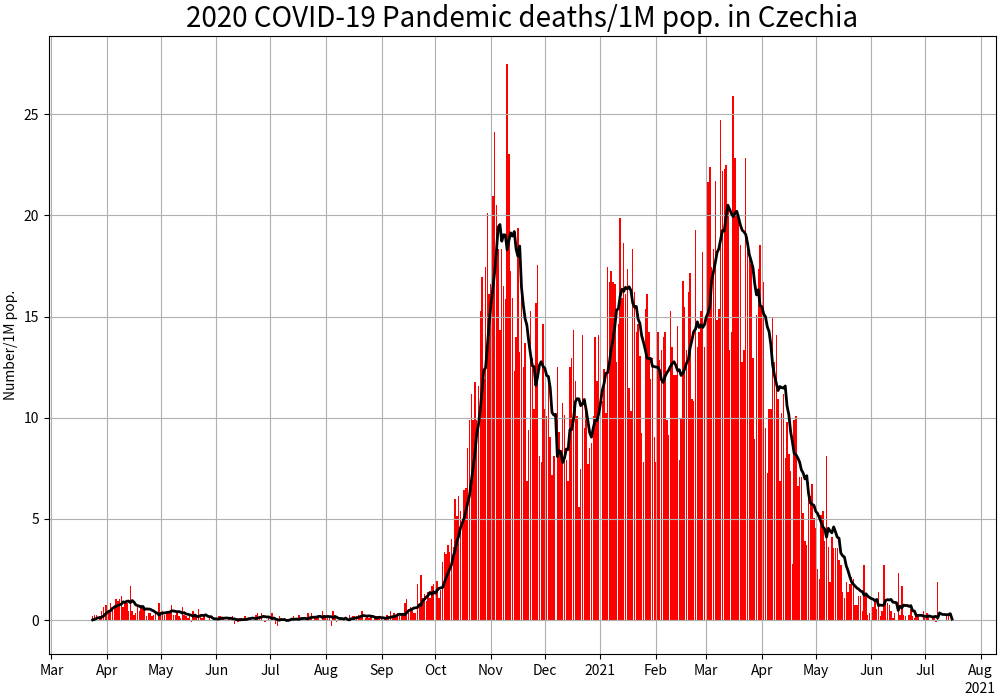 2020 COVID-19 Pandemic deaths/1M pop. in Czechia
Number/1M pop.
25
20
15
10
5
0
Mar Apr May Jun Jul Aug Sep Oct Nov Dec 2021 Feb Mar Apr May Jun Jul Aug
2021